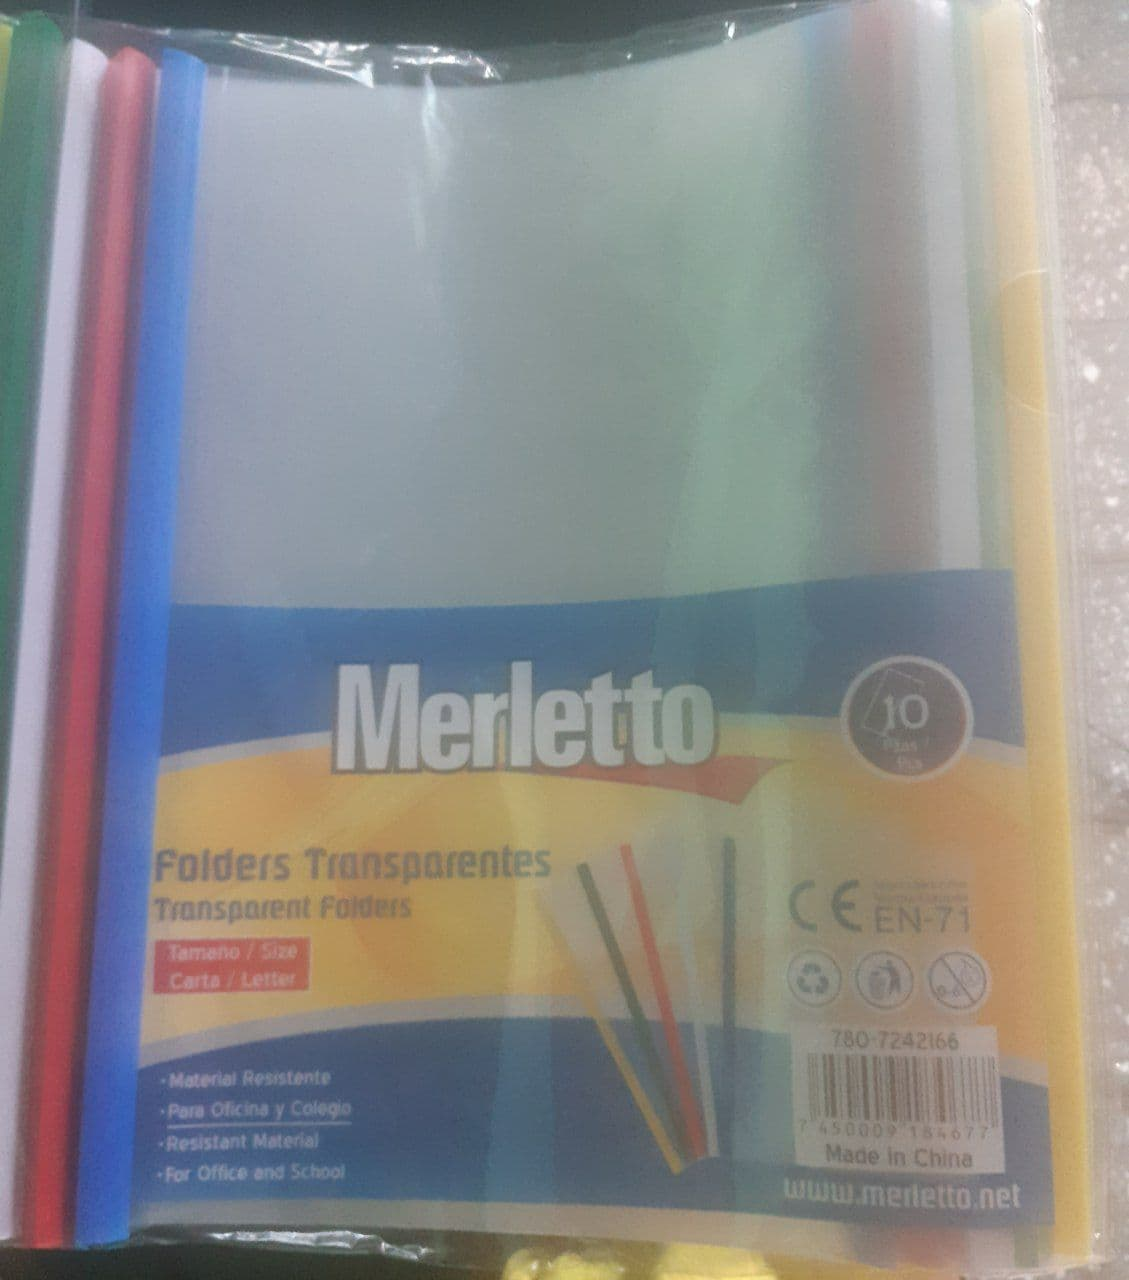 Merletto
10
Folders Transparentes
Transparent Folders
Tamaño / Size
Carta / Letter
CE
EN-71
• Material Resistente
• Para Oficina y Colegio
• Resistant Material
• For Office and School
780-7242166
7 450009 184677
Made in China
www.merletto.net